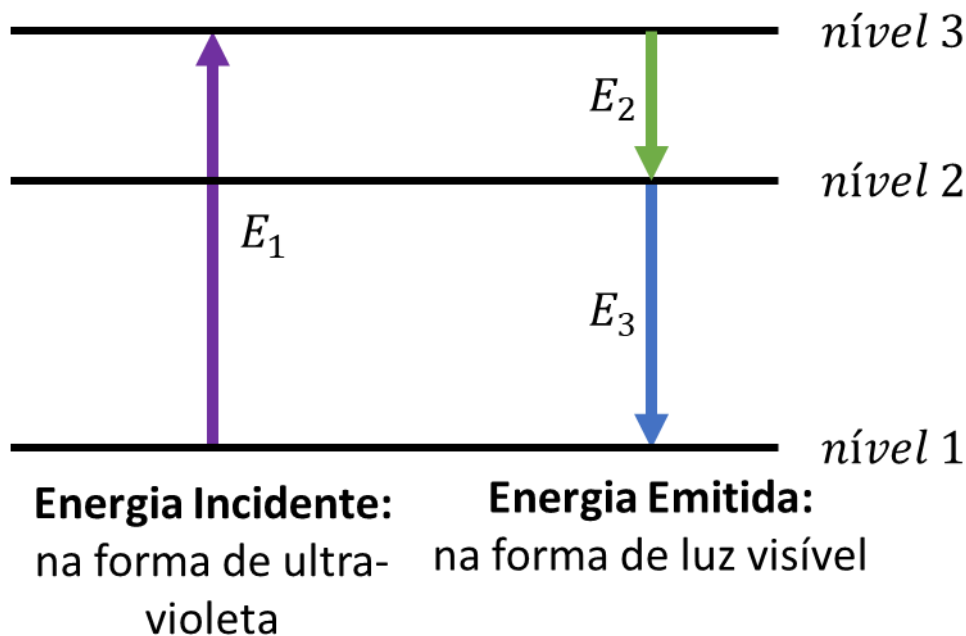 nível 3
E₂
nível 2
E₁
E₃
nível 1
Energia Incidente:
na forma de ultra-
violeta
Energia Emitida:
na forma de luz visível